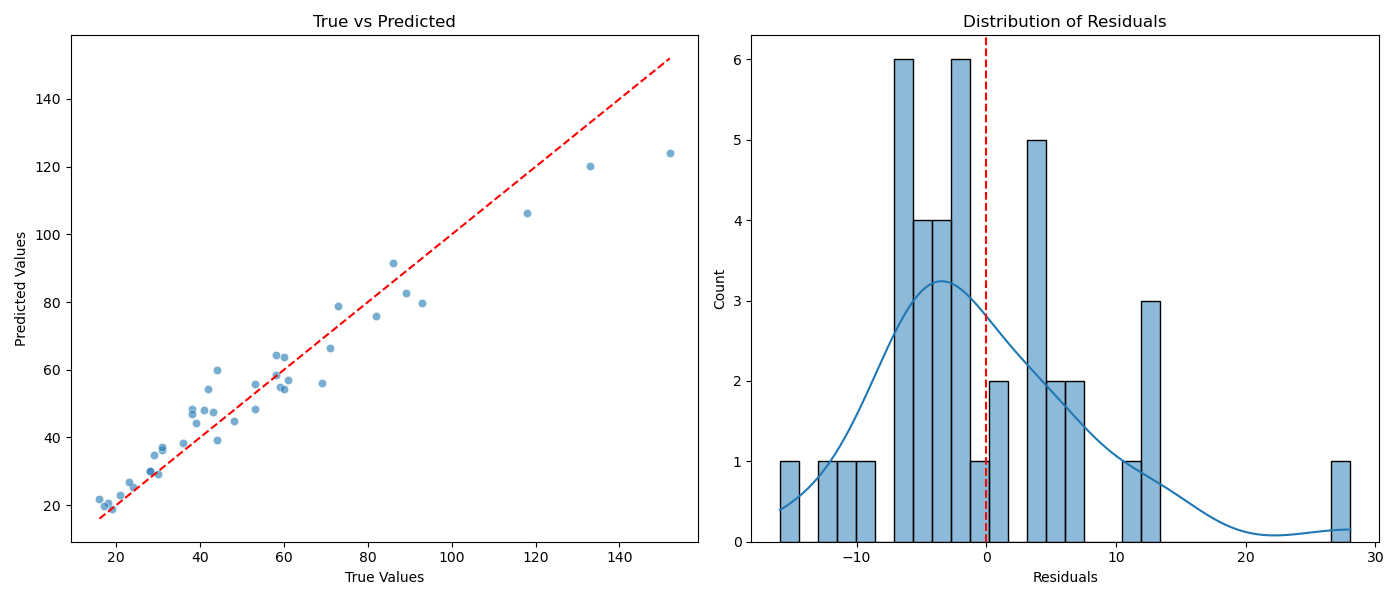 True vs Predicted
Predicted Values
140
120
100
80
60
40
20
20 40 60 80 100 120 140
True Values
Distribution of Residuals
Count
6
5
4
3
2
1
0
−10 0 10 20 30
Residuals